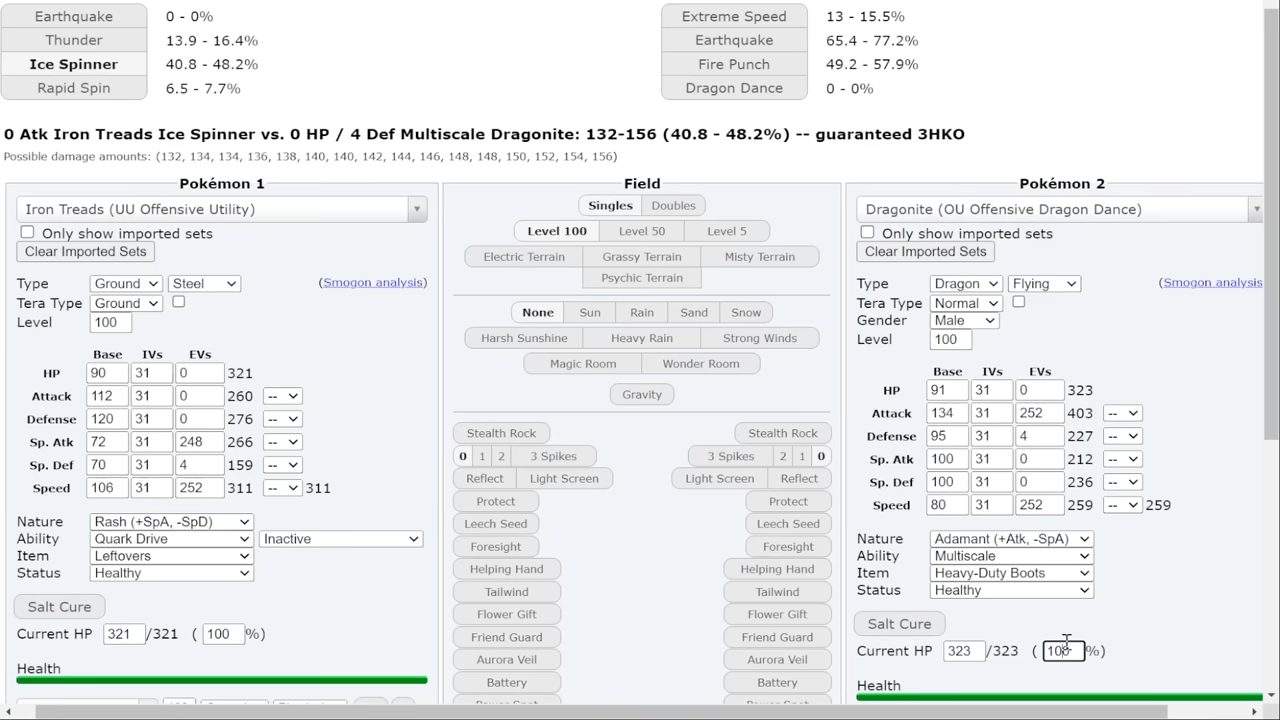 Earthquake 0 - 0% Extreme Speed 13 - 15.5%
Thunder 13.9 - 16.4% Earthquake 65.4 - 77.2%
Ice Spinner 40.8 - 48.2% Fire Punch 49.2 - 57.9%
Rapid Spin 6.5 - 7.7% Dragon Dance 0 - 0%
0 Atk Iron Treads Ice Spinner vs. 0 HP / 4 Def Multiscale Dragonite: 132-156 (40.8 - 48.2%) -- guaranteed 3HKO
Possible damage amounts: (132, 134, 134, 136, 138, 140, 140, 142, 144, 146, 148, 148, 150, 152, 154, 156)
Pokémon 1
Iron Treads (UU Offensive Utility)
Only show imported sets
Clear Imported Sets
Type Ground Steel (Smogon analysis)
Tera Type Ground
Level 100
Base IVs EVs
HP 90 31 0 321
Attack 112 31 0 260 --
Defense 120 31 0 276 --
Sp. Atk 72 31 248 266 --
Sp. Def 70 31 4 159 --
Speed 106 31 252 311 -- 311
Nature Rash (+SpA, -SpD)
Ability Quark Drive Inactive
Item Leftovers
Status Healthy
Salt Cure
Current HP 321 /321 ( 100 %)
Health
Field
Singles Doubles
Level 100 Level 50 Level 5
Electric Terrain Grassy Terrain Misty Terrain
Psychic Terrain
None Sun Rain Sand Snow
Harsh Sunshine Heavy Rain Strong Winds
Magic Room Wonder Room
Gravity
Stealth Rock Stealth Rock
0 1 2 3 Spikes 3 Spikes 2 1 0
Reflect Light Screen Light Screen Reflect
Protect Protect
Leech Seed Leech Seed
Foresight Foresight
Helping Hand Helping Hand
Tailwind Tailwind
Flower Gift Flower Gift
Friend Guard Friend Guard
Aurora Veil Aurora Veil
Battery Battery
Pokémon 2
Dragonite (OU Offensive Dragon Dance)
Only show imported sets
Clear Imported Sets
Type Dragon Flying (Smogon analysis
Tera Type Normal
Gender Male
Level 100
Base IVs EVs
HP 91 31 0 323
Attack 134 31 252 403 --
Defense 95 31 4 227 --
Sp. Atk 100 31 0 212 --
Sp. Def 100 31 0 236 --
Speed 80 31 252 259 -- 259
Nature Adamant (+Atk, -SpA)
Ability Multiscale
Item Heavy-Duty Boots
Status Healthy
Salt Cure
Current HP 323 /323 ( 100 %)
Health